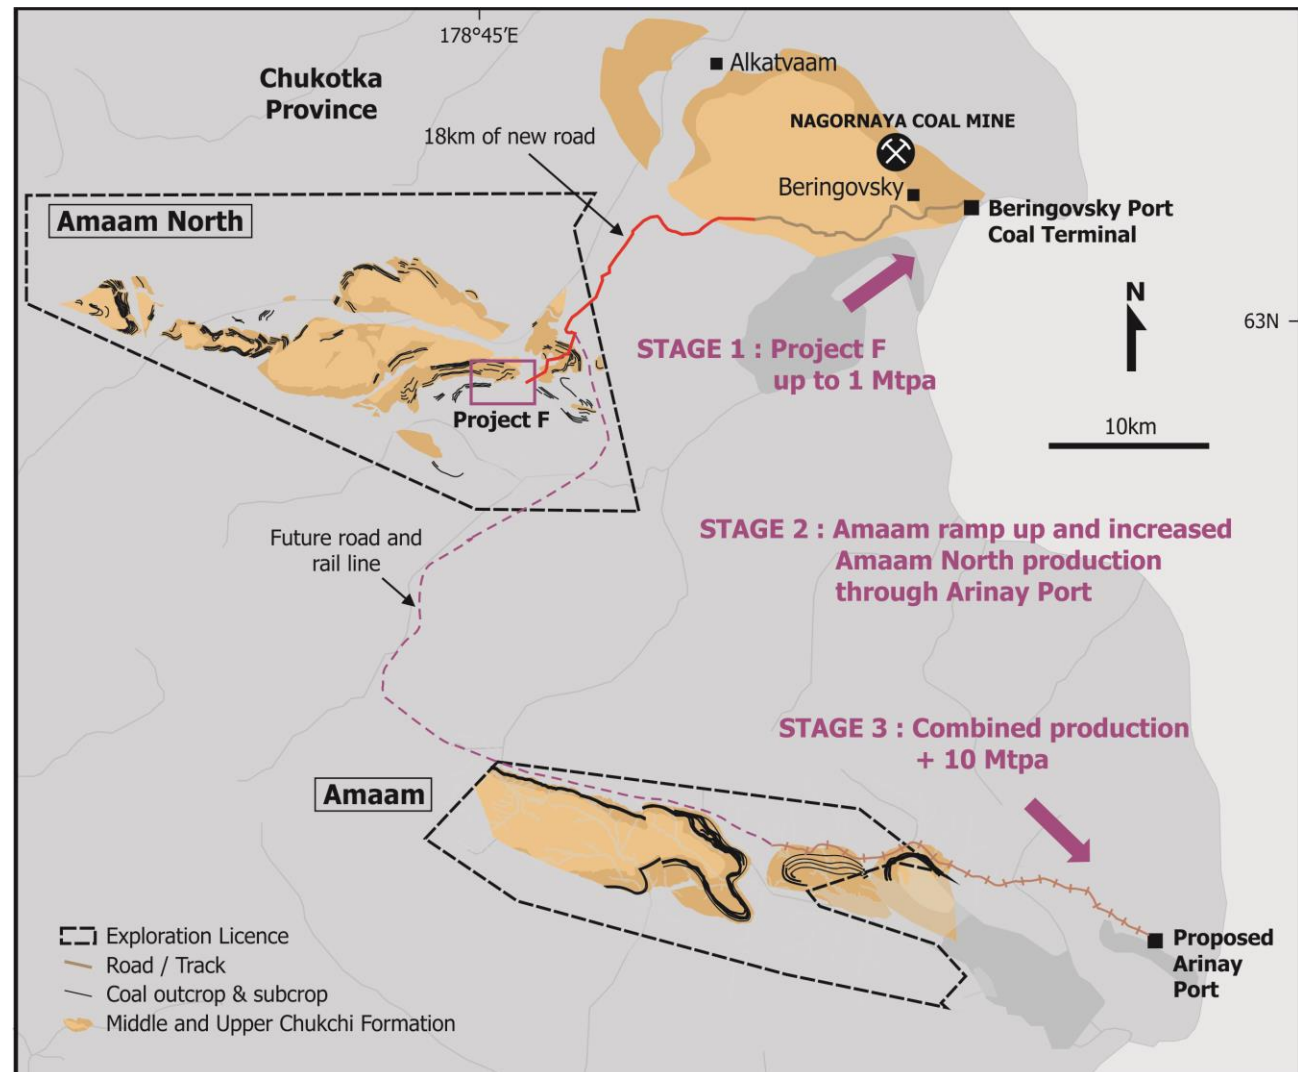 178°45'E
Chukotka
Province
Alkatvaam
18km of new road
NAGORNAYA COAL MINE
Beringovsky
Amaam North
Beringovsky Port
Coal Terminal
N
63N
STAGE 1 : Project F
up to 1 Mtpa
Project F
10km
STAGE 2 : Amaam ramp up and increased
Amaam North production
through Arinay Port
Future road and
rail line
STAGE 3 : Combined production
+ 10 Mtpa
Amaam
Proposed
Arinay
Port
Exploration Licence
Road / Track
Coal outcrop & subcrop
Middle and Upper Chukchi Formation